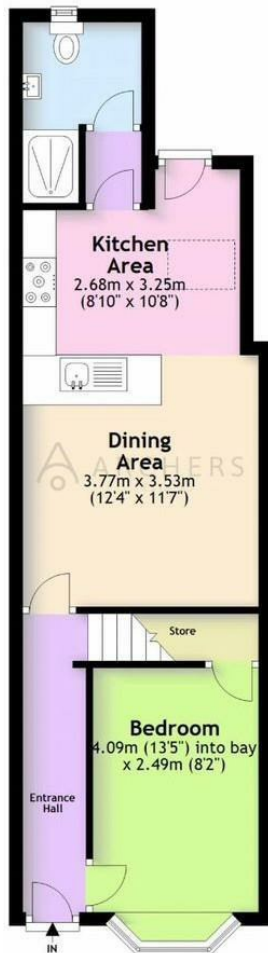 Kitchen
Area
2.68m x 3.25m
(8'10" x 10'8")
Dining
Area
ARCHERS
3.77m x 3.53m
(12'4" x 11'7")
Store
Bedroom
4.09m (13'5") into bay
x 2.49m (8'2")
Entrance
Hall
IN